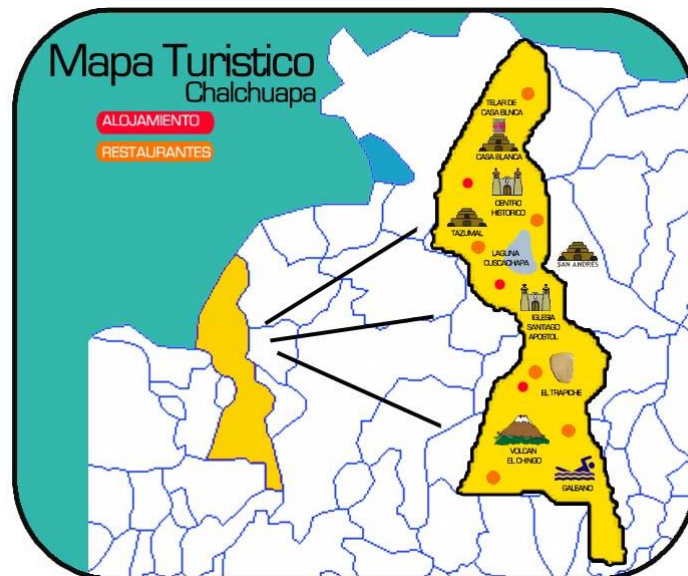 Mapa Turistico
Chalchuapa
ALOJAMIENTO
RESTAURANTES
TELAR DE
CASA BLNCA
CASA BLANCA
CENTRO
HISTORICO
TAZUMAL
LAGUNA
CUSCACHAPA
SAN ANDRES
IGLESIA
SANTIAGO
APOSTOL
EL TRAPICHE
VOLCAN
EL CHINGO
GALEANO